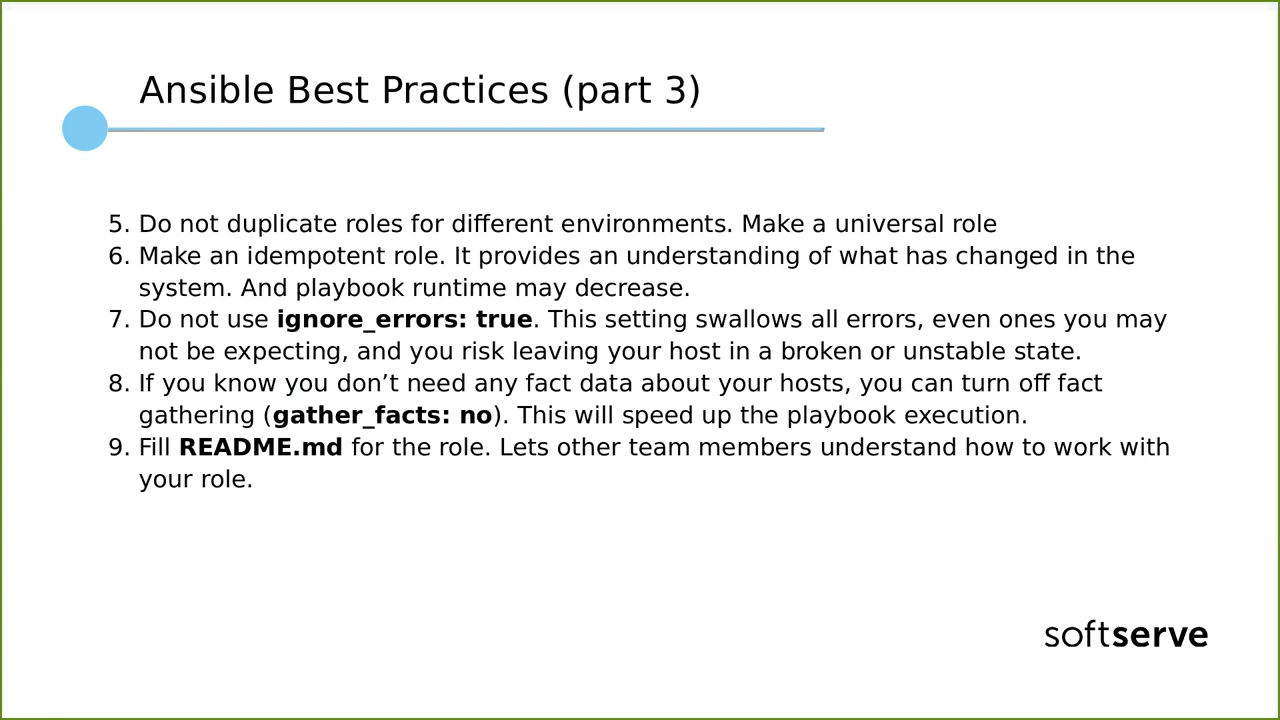 Ansible Best Practices (part 3)
5. Do not duplicate roles for different environments. Make a universal role
6. Make an idempotent role. It provides an understanding of what has changed in the
system. And playbook runtime may decrease.
7. Do not use ignore_errors: true. This setting swallows all errors, even ones you may
not be expecting, and you risk leaving your host in a broken or unstable state.
8. If you know you don’t need any fact data about your hosts, you can turn off fact
gathering (gather_facts: no). This will speed up the playbook execution.
9. Fill README.md for the role. Lets other team members understand how to work with
your role.
softserve